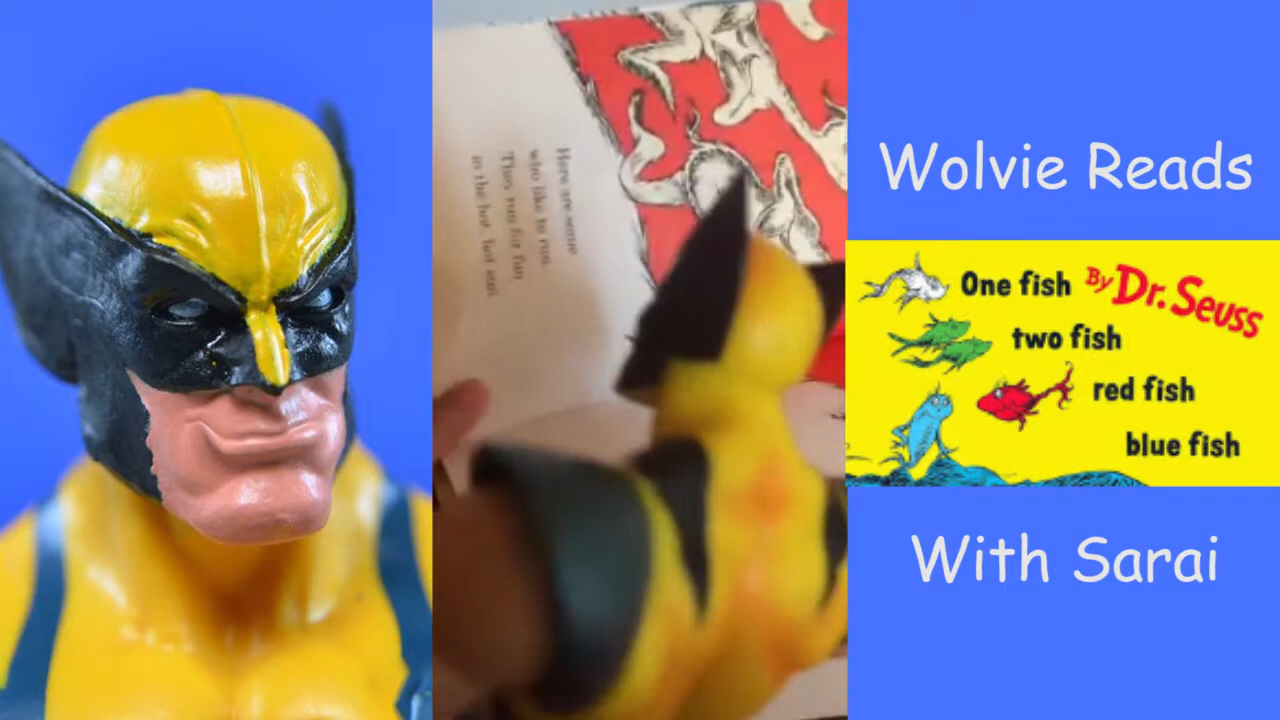 Here are some
who like to run.
They run for fun
in the hot, hot sun.
Wolvie Reads
One fish By Dr. Seuss
two fish
red fish
blue fish
With Sarai